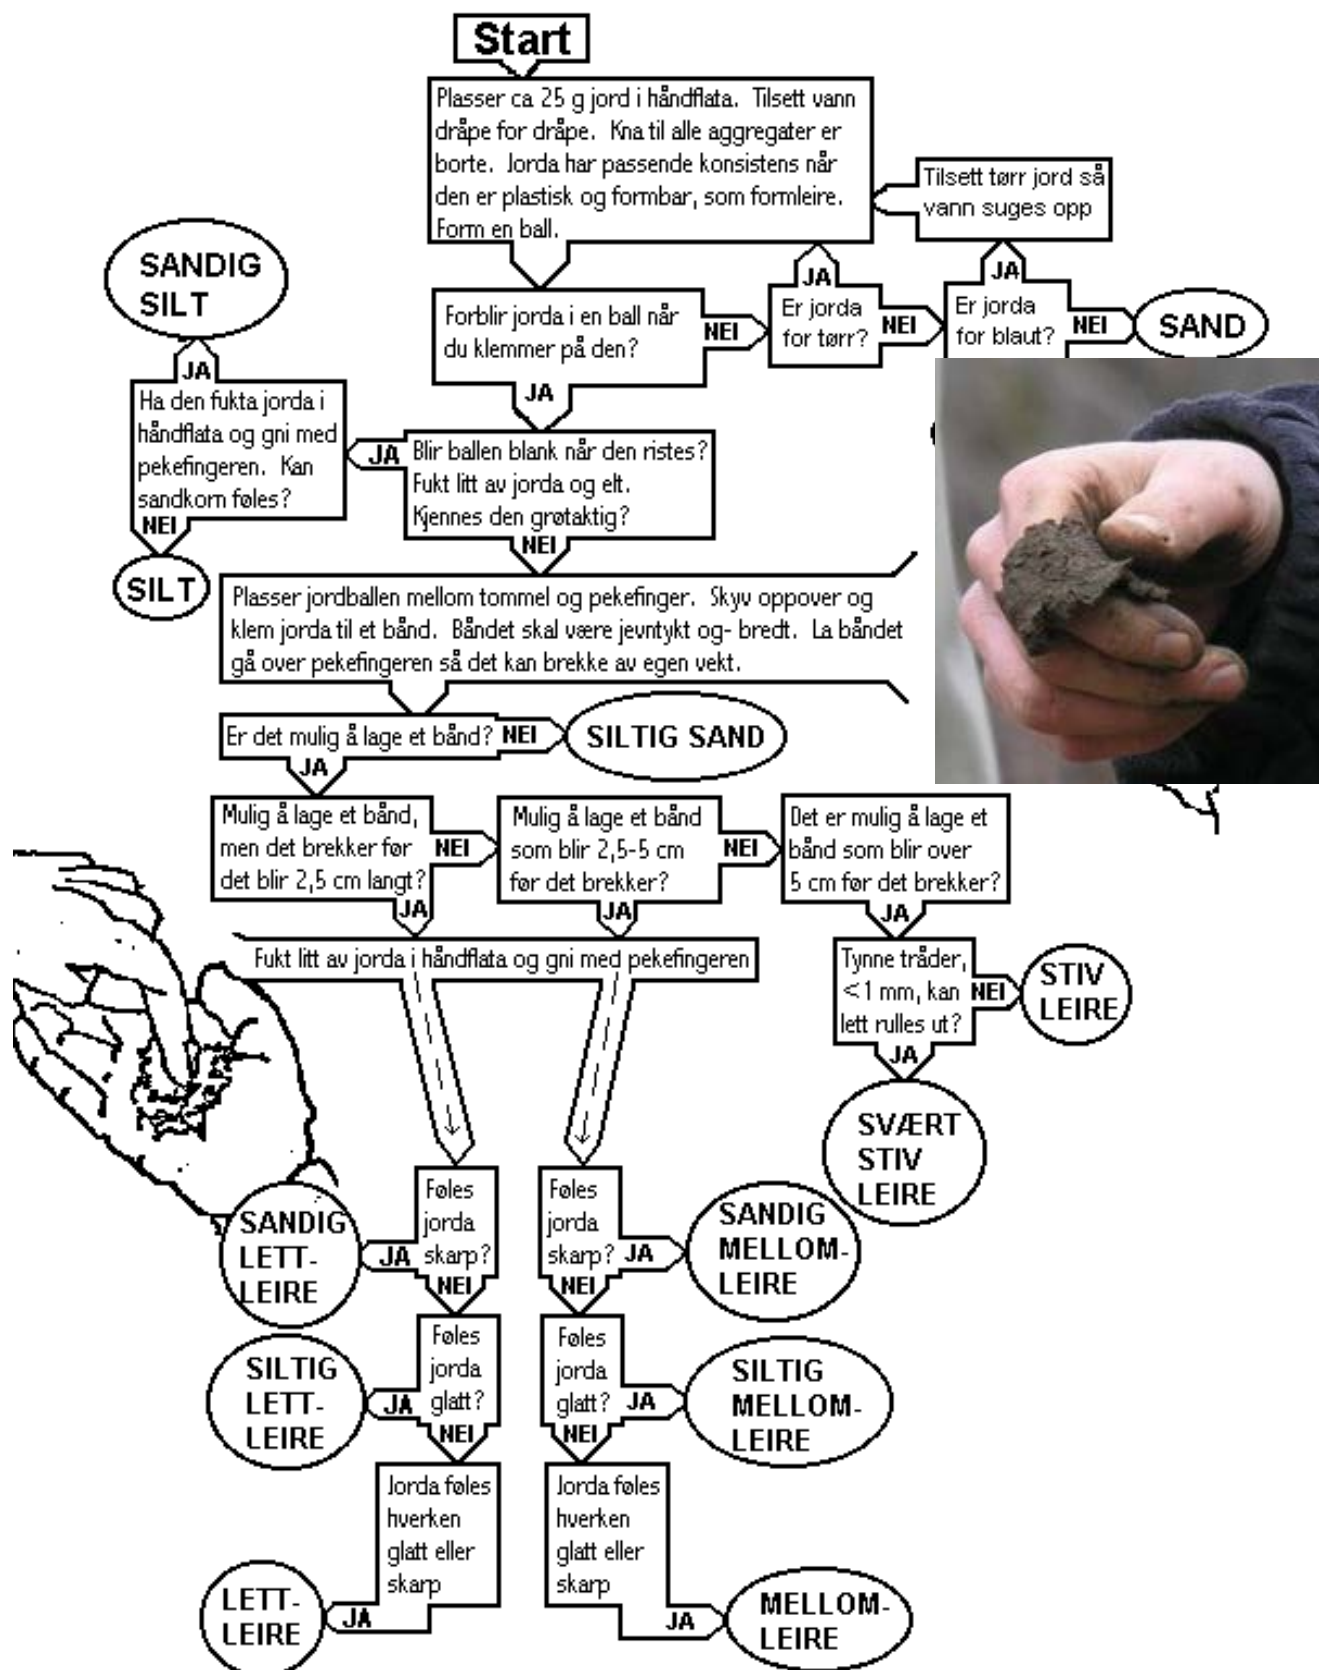 Start
Plasser ca 25 g jord i håndflata. Tilsett vann
dråpe for dråpe. Kna til alle aggregater er
borte. Jorda har passende konsistens når
den er plastisk og formbar, som formleire.
Form en ball.
Tilsett tørr jord så
vann suges opp
SANDIG
SILT
JA
JA
Forblir jorda i en ball når
du klemmer på den?
NEI
Er jorda
for tørr?
NEI
Er jorda
for blaut?
NEI
SAND
JA
JA
Ha den fukta jorda i
håndflata og gni med
pekefingeren. Kan
sandkorn føles?
JA
Blir ballen blank når den ristes?
Fukt litt av jorda og elt.
Kjennes den grøtaktig?
NEI
NEI
SILT
Plasser jordballen mellom tommel og pekefinger. Skyv oppover og
klem jorda til et bånd. Båndet skal være jevntykt og- bredt. La båndet
gå over pekefingeren så det kan brekke av egen vekt.
Er det mulig å lage et bånd?
NEI
SILTIG SAND
JA
Mulig å lage et bånd,
men det brekker før
det blir 2,5 cm langt?
NEI
Mulig å lage et bånd
som blir 2,5-5 cm
før det brekker?
NEI
Det er mulig å lage et
bånd som blir over
5 cm før det brekker?
JA
JA
JA
Fukt litt av jorda i håndflata og gni med pekefingeren
Tynne tråder,
<1 mm, kan
lett rulles ut?
NEI
STIV
LEIRE
JA
SVÆRT
STIV
LEIRE
Føles
jorda
skarp?
JA
SANDIG
LETT-
LEIRE
NEI
Føles
jorda
skarp?
JA
SANDIG
MELLOM-
LEIRE
NEI
Føles
jorda
glatt?
JA
SILTIG
LETT-
LEIRE
NEI
Føles
jorda
glatt?
JA
SILTIG
MELLOM-
LEIRE
NEI
Jorda føles
hverken
glatt eller
skarp
JA
LETT-
LEIRE
Jorda føles
hverken
glatt eller
skarp
JA
MELLOM-
LEIRE